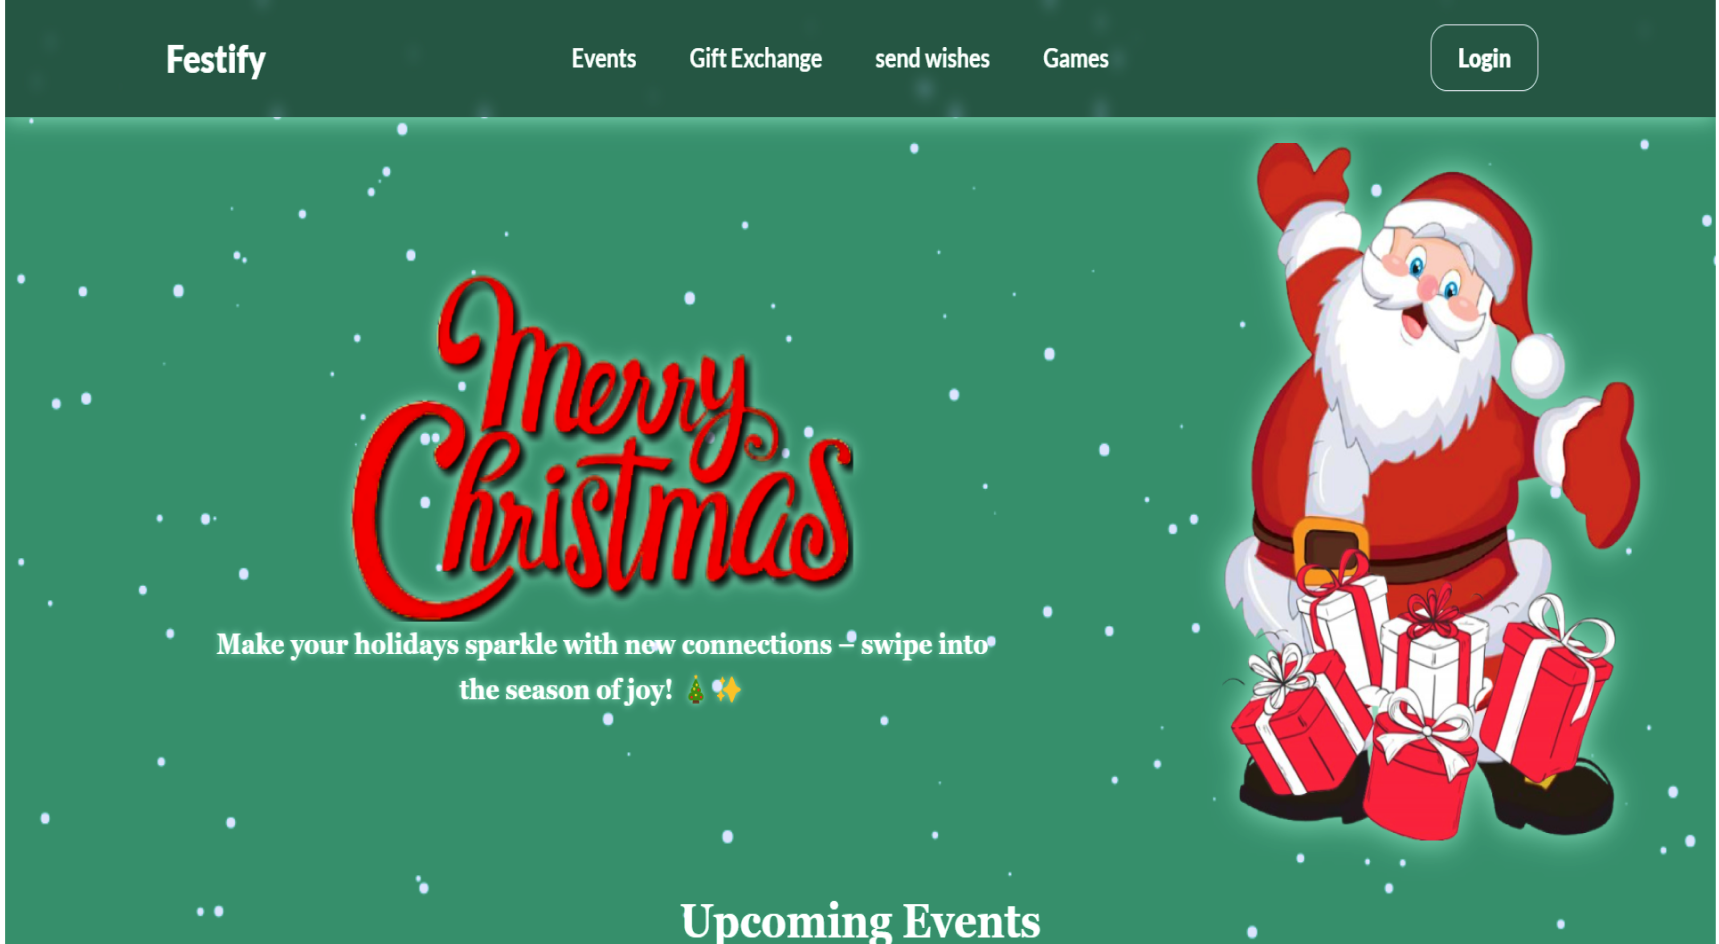 Festify
Events
Gift Exchange
send wishes
Games
Login
Merry
Christmas
Make your holidays sparkle with new connections – swipe into
the season of joy! 🎄✨
Upcoming Events